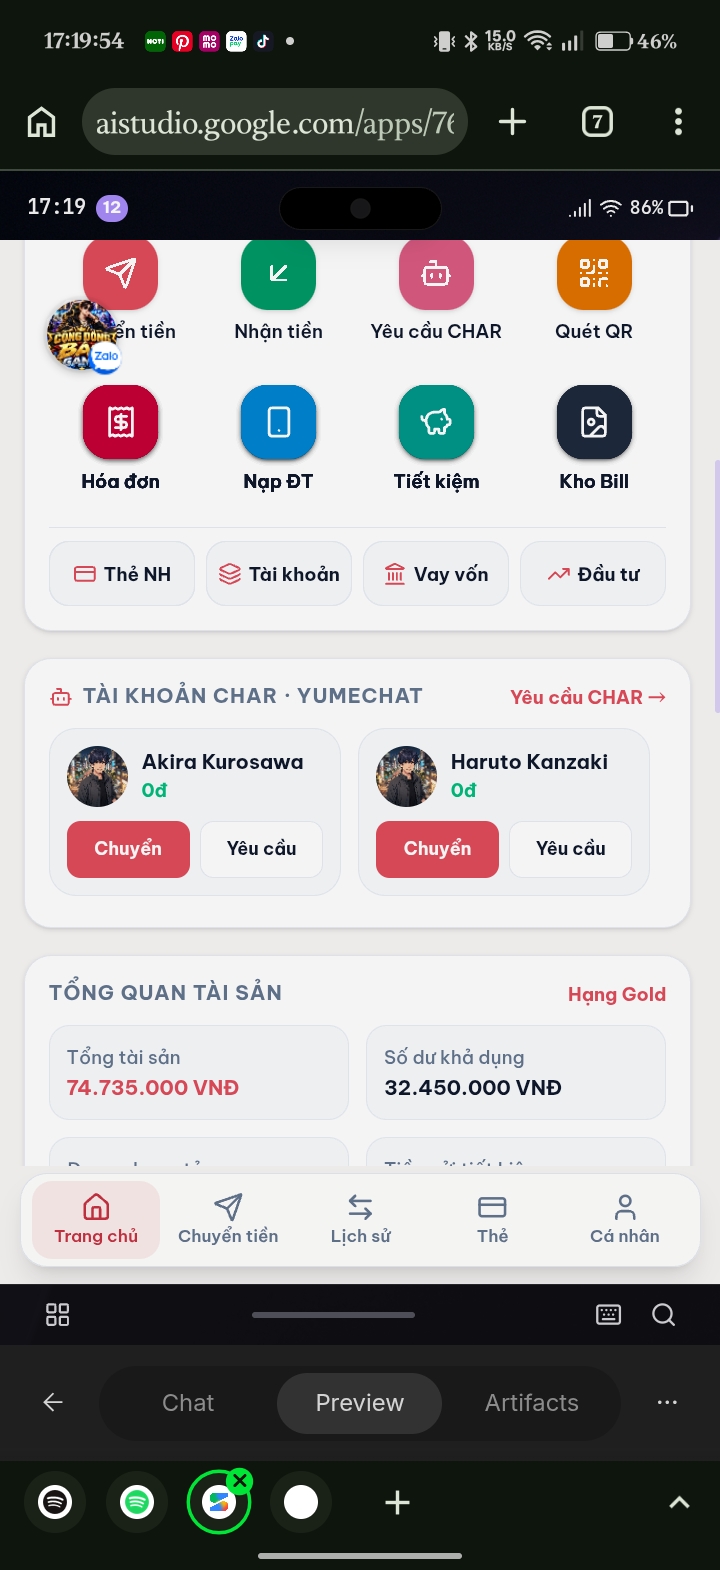 17:19:54
15.0 KB/S
46%
aistudio.google.com/apps/76
7
17:19 12
86%
ển tiền Nhận tiền Yêu cầu CHAR Quét QR
Zalo
Hóa đơn Nạp ĐT Tiết kiệm Kho Bill
Thẻ NH Tài khoản Vay vốn Đầu tư
TÀI KHOẢN CHAR · YUMECHAT Yêu cầu CHAR →
Akira Kurosawa
0đ
Chuyển Yêu cầu
Haruto Kanzaki
0đ
Chuyển Yêu cầu
TỔNG QUAN TÀI SẢN Hạng Gold
Tổng tài sản
74.735.000 VNĐ
Số dư khả dụng
32.450.000 VNĐ
Trang chủ Chuyển tiền Lịch sử Thẻ Cá nhân
Chat Preview Artifacts